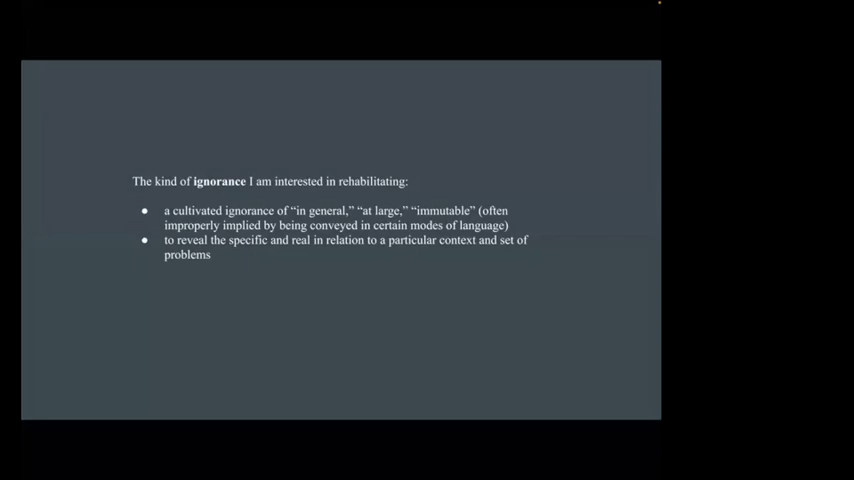 The kind of ignorance I am interested in rehabilitating:
● a cultivated ignorance of “in general,” “at large,” “immutable” (often
improperly implied by being conveyed in certain modes of language)
● to reveal the specific and real in relation to a particular context and set of
problems